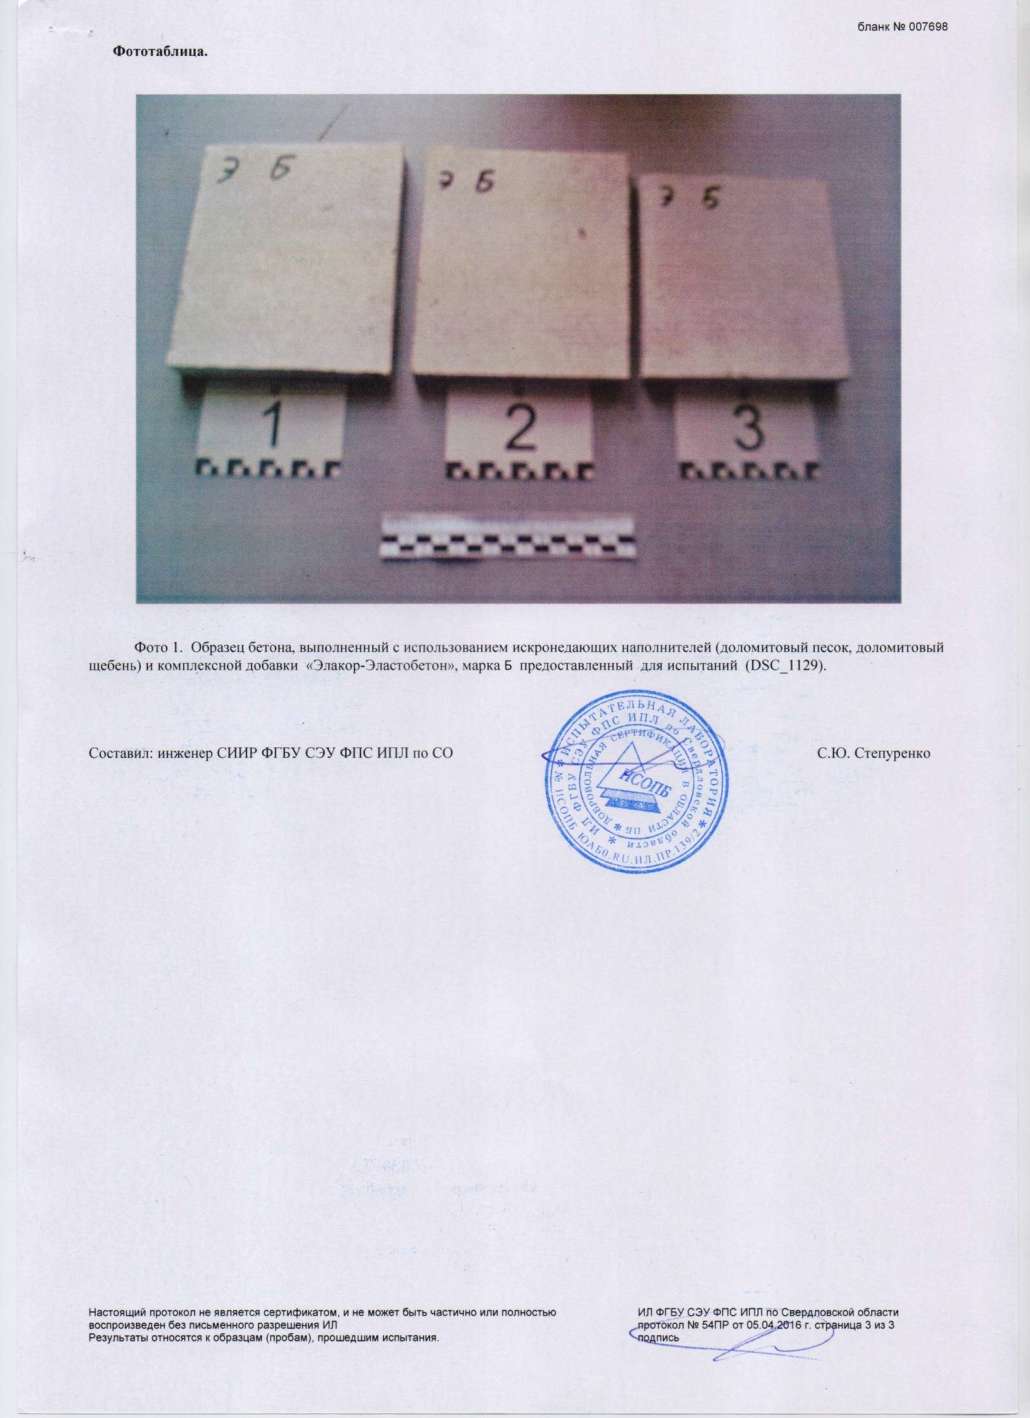 бланк № 007698
Фототаблица.
Э Б
Э Б
Э Б
1
2
3
Фото 1. Образец бетона, выполненный с использованием искронедающих наполнителей (доломитовый песок, доломитовый
щебень) и комплексной добавки «Элакор-Эластобетон», марка Б предоставленный для испытаний (DSC_1129).
Составил: инженер СИИР ФГБУ СЭУ ФПС ИПЛ по СО
С.Ю. Степуренко
ИСПЫТАТЕЛЬНАЯ ЛАБОРАТОРИЯ
НСОПБ ЮАБ0.RU.ИЛ.ПР.139/2
ИЛ ФГБУ СЭУ ФПС ИПЛ по Свердловской области
ДОБРОВОЛЬНАЯ СЕРТИФИКАЦИЯ В ОБЛАСТИ ПБ
НСОПБ
Настоящий протокол не является сертификатом, и не может быть частично или полностью
воспроизведен без письменного разрешения ИЛ
Результаты относятся к образцам (пробам), прошедшим испытания.
ИЛ ФГБУ СЭУ ФПС ИПЛ по Свердловской области
протокол № 54ПР от 05.04.2016 г. страница 3 из 3
подпись